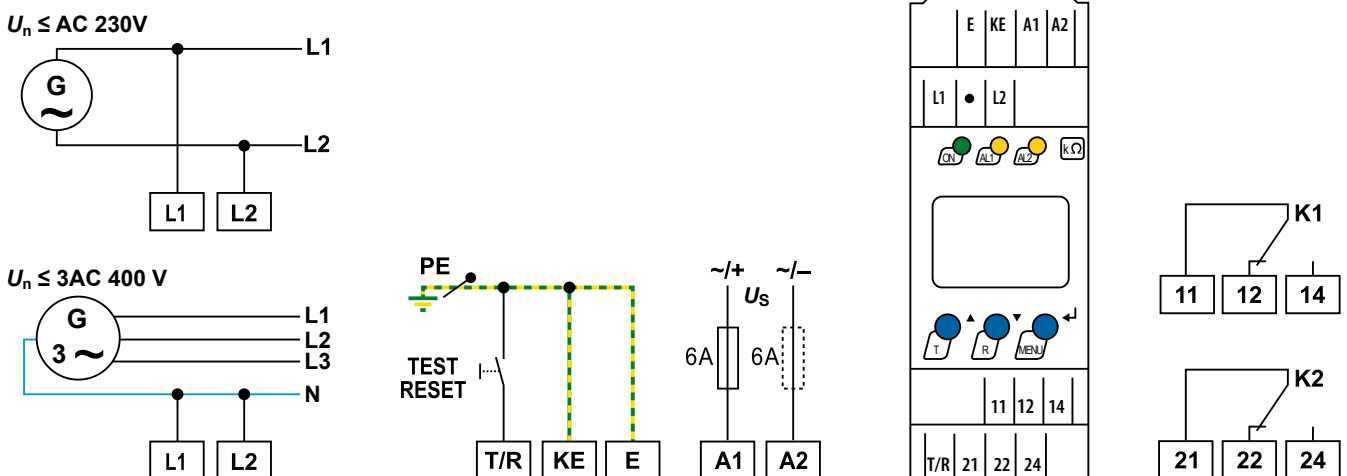 Uₙ ≤ AC 230V
G
~
L1
L2
L1 L2
Uₙ ≤ 3AC 400 V
G
3 ~
L1
L2
L3
N
L1 L2
PE
TEST
RESET
T/R KE E
~/+ ~/–
U_S
6A 6A
A1 A2
E KE A1 A2
L1 • L2
ON AL1 AL2 kΩ
T ▲ R ▼ MENU ↵
11 12 14
T/R 21 22 24
K1
11 12 14
K2
21 22 24